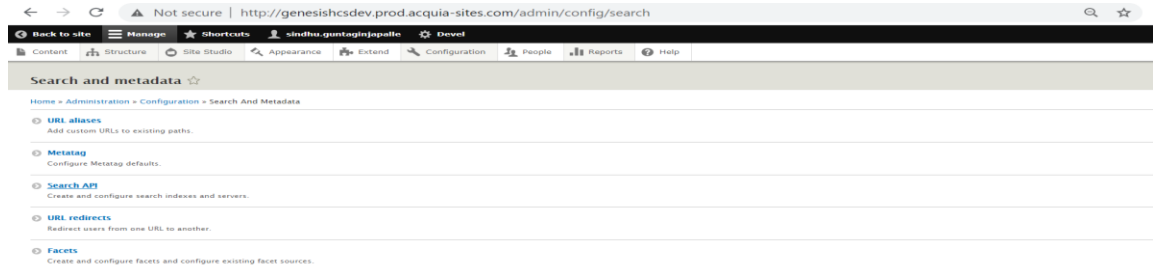 Not secure | http://genesishcsdev.prod.acquia-sites.com/admin/config/search
Back to site Manage Shortcuts sindhu.guntaginjapalle Devel
Content Structure Site Studio Appearance Extend Configuration People Reports Help
Search and metadata
Home » Administration » Configuration » Search And Metadata
URL aliases
Add custom URLs to existing paths.
Metatag
Configure Metatag defaults.
Search API
Create and configure search indexes and servers.
URL redirects
Redirect users from one URL to another.
Facets
Create and configure facets and configure existing facet sources.